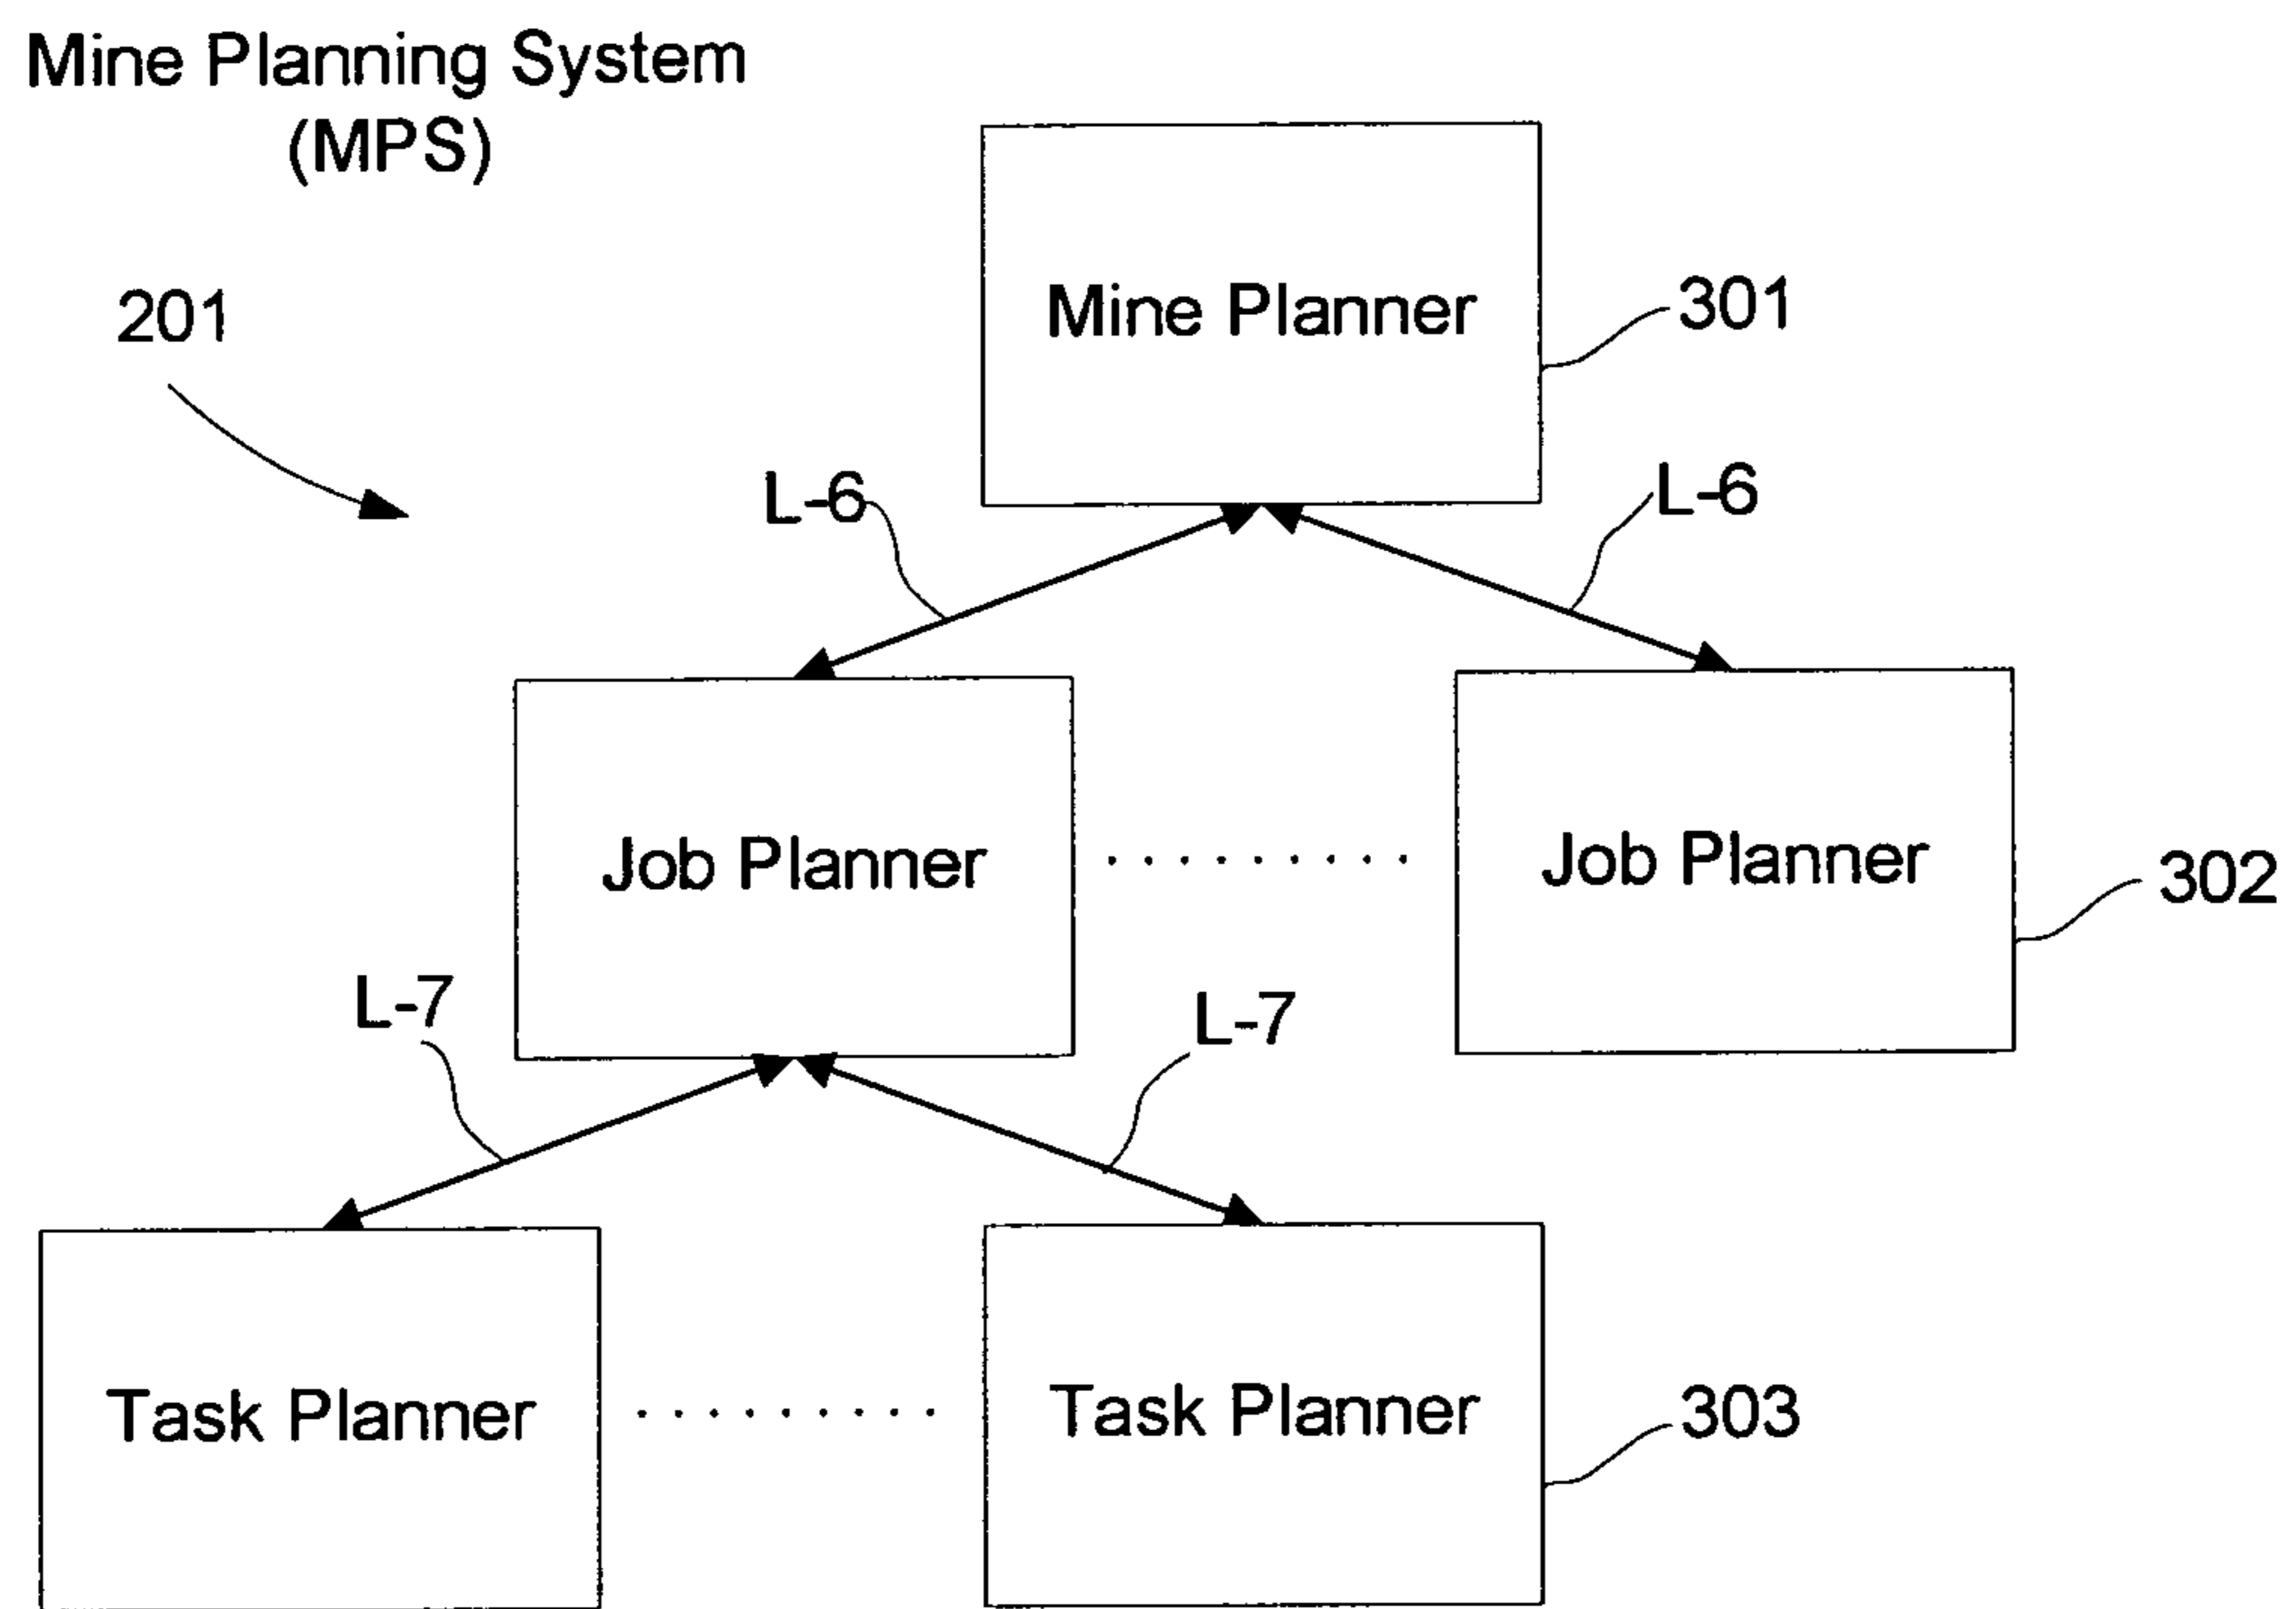 Mine Planning System
(MPS)
201
Mine Planner
301
L-6
L-6
Job Planner
Job Planner
302
L-7
L-7
Task Planner
Task Planner
303